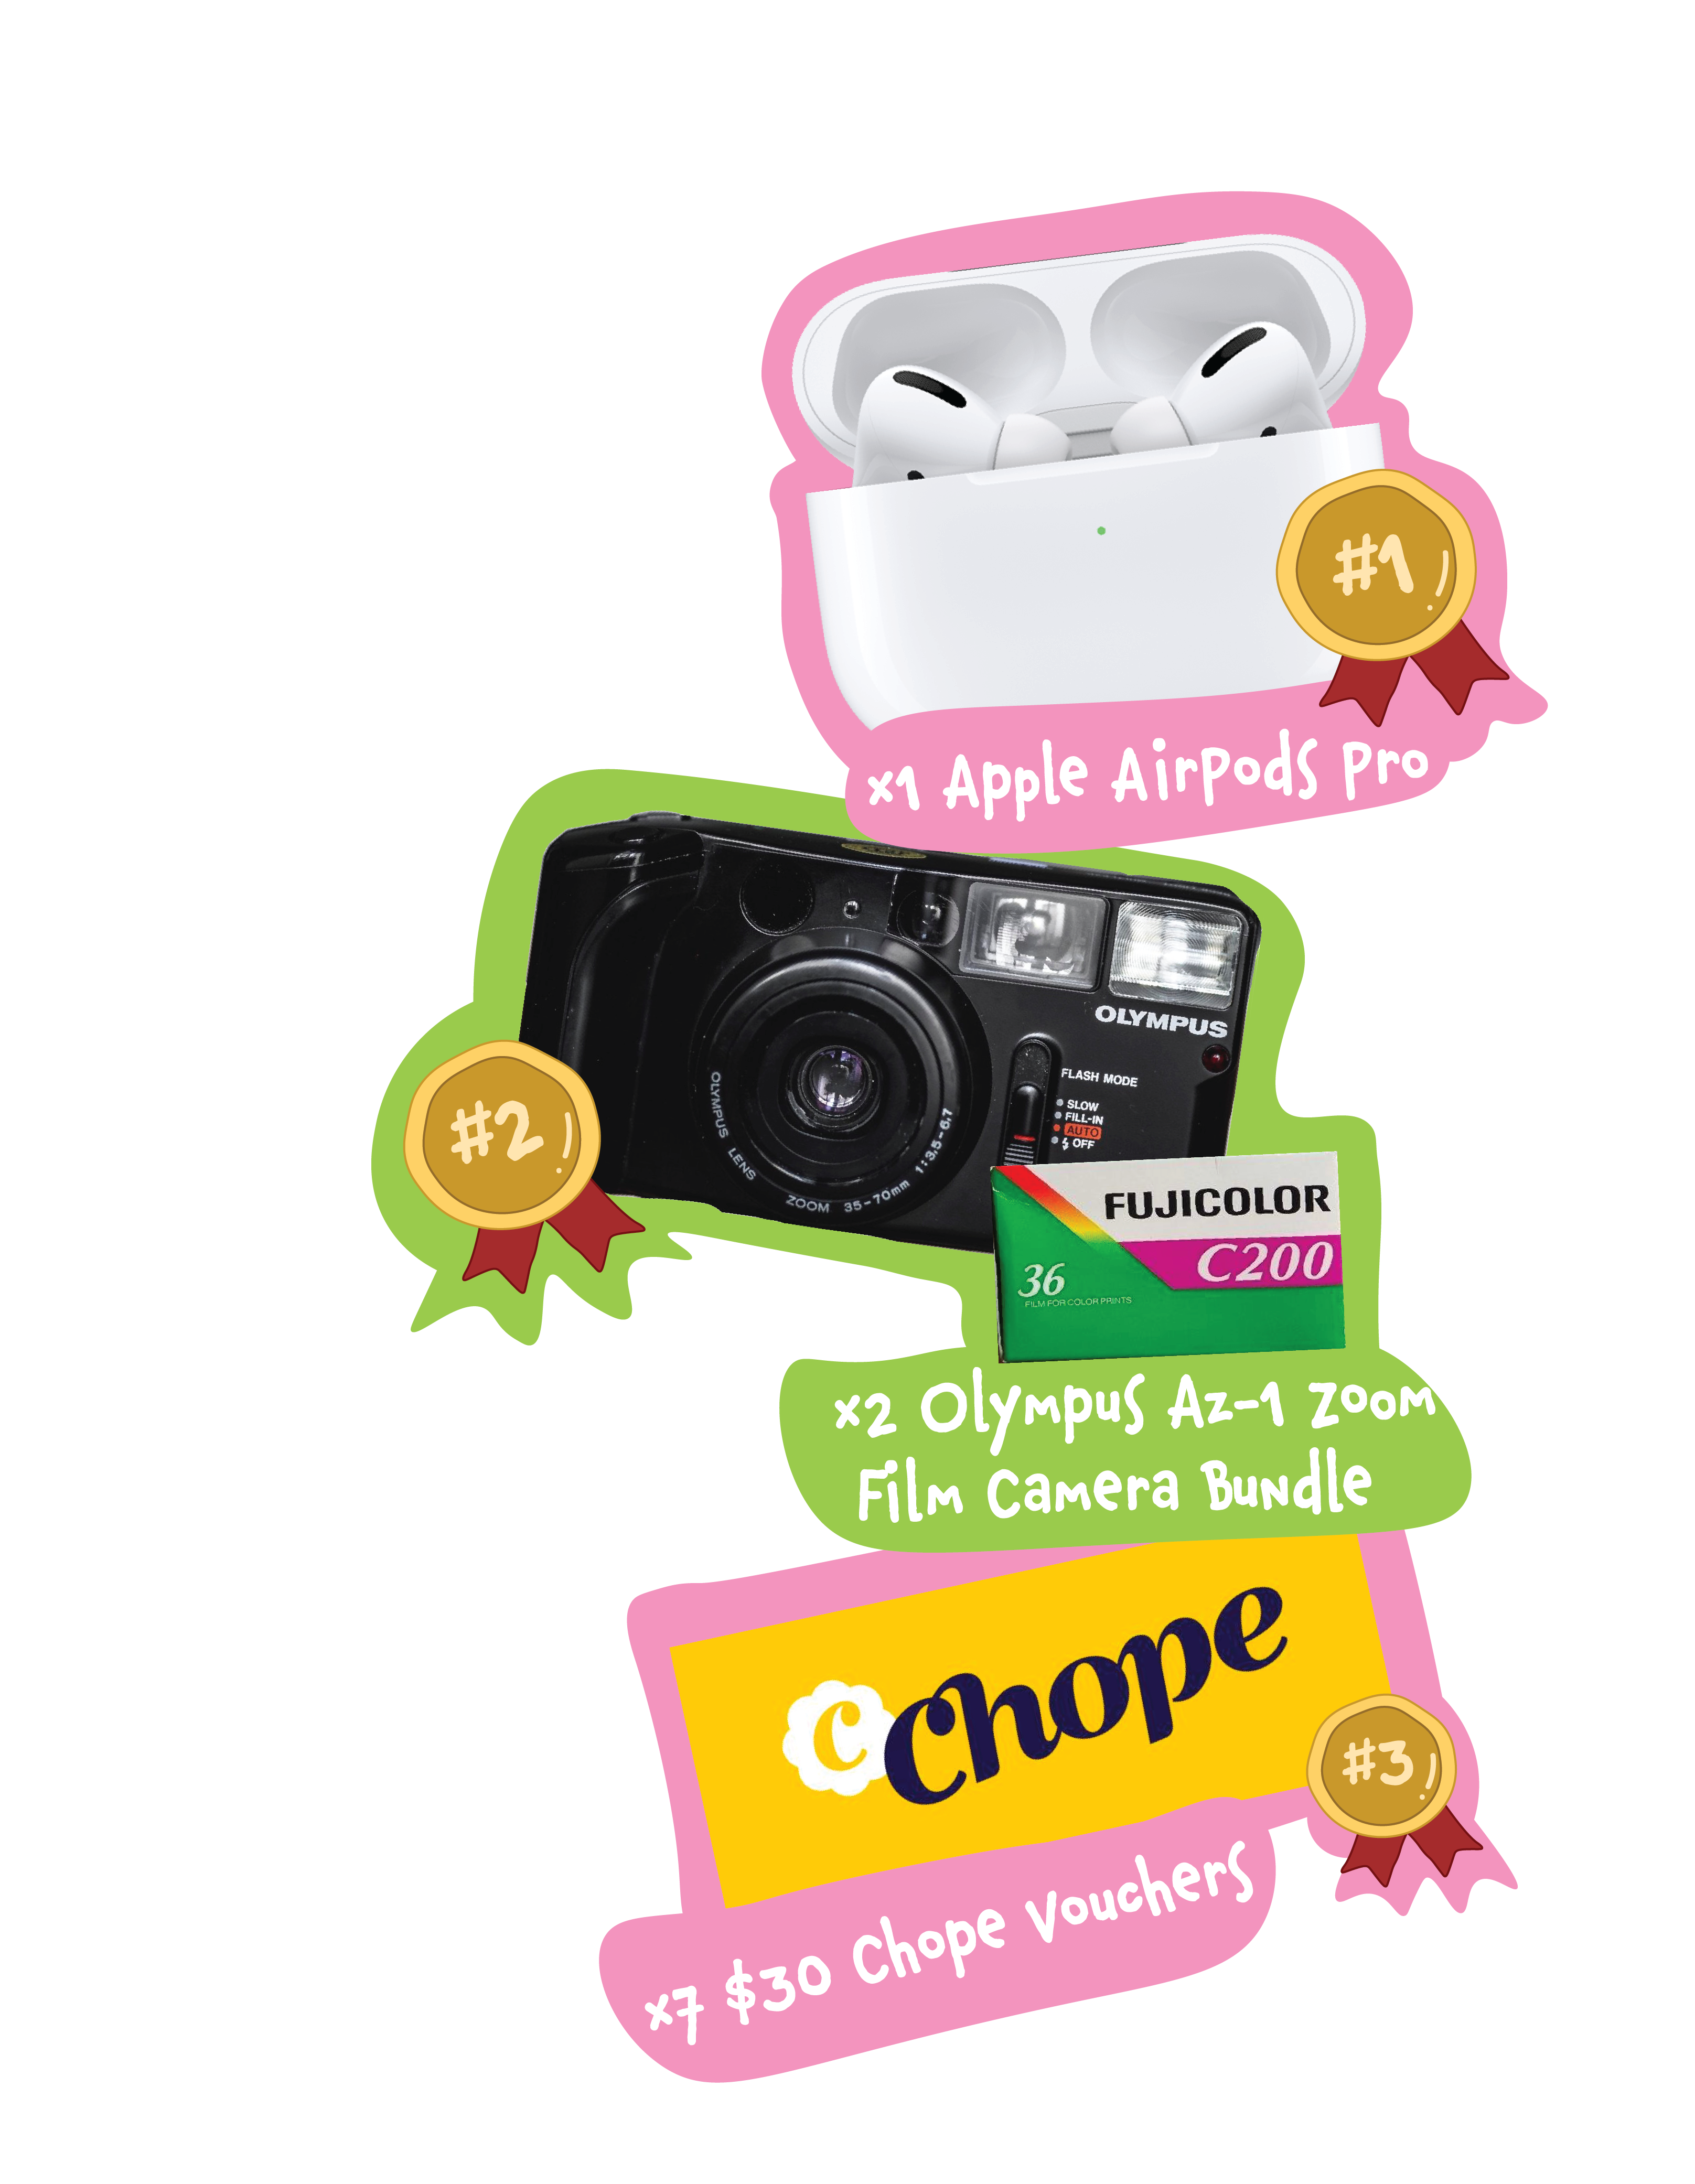 #1
x1 Apple AirPods Pro
OLYMPUS
FLASH MODE
SLOW
FILL-IN
AUTO
OFF
OLYMPUS LENS ZOOM 35-70mm 1:3.5-6.7
#2
FUJICOLOR
C200
36
FILM FOR COLOR PRINTS
x2 Olympus Az-1 Zoom
Film Camera Bundle
C Chope
#3
x7 $30 Chope Vouchers